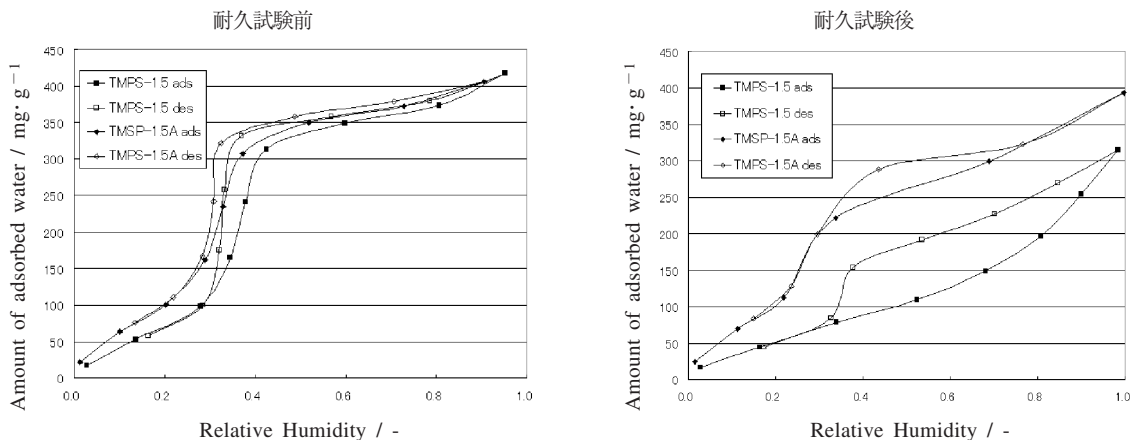 耐久試験前
450
400
350
300
250
200
150
100
50
0
TMPS-1.5 ads
TMPS-1.5 des
TMSP-1.5A ads
TMPS-1.5A des
Amount of adsorbed water / mg·g⁻¹
0.0 0.2 0.4 0.6 0.8 1.0
Relative Humidity / -
耐久試験後
450
400
350
300
250
200
150
100
50
0
TMPS-1.5 ads
TMPS-1.5 des
TMSP-1.5A ads
TMPS-1.5A des
Amount of adsorbed water / mg·g⁻¹
0.0 0.2 0.4 0.6 0.8 1.0
Relative Humidity / -